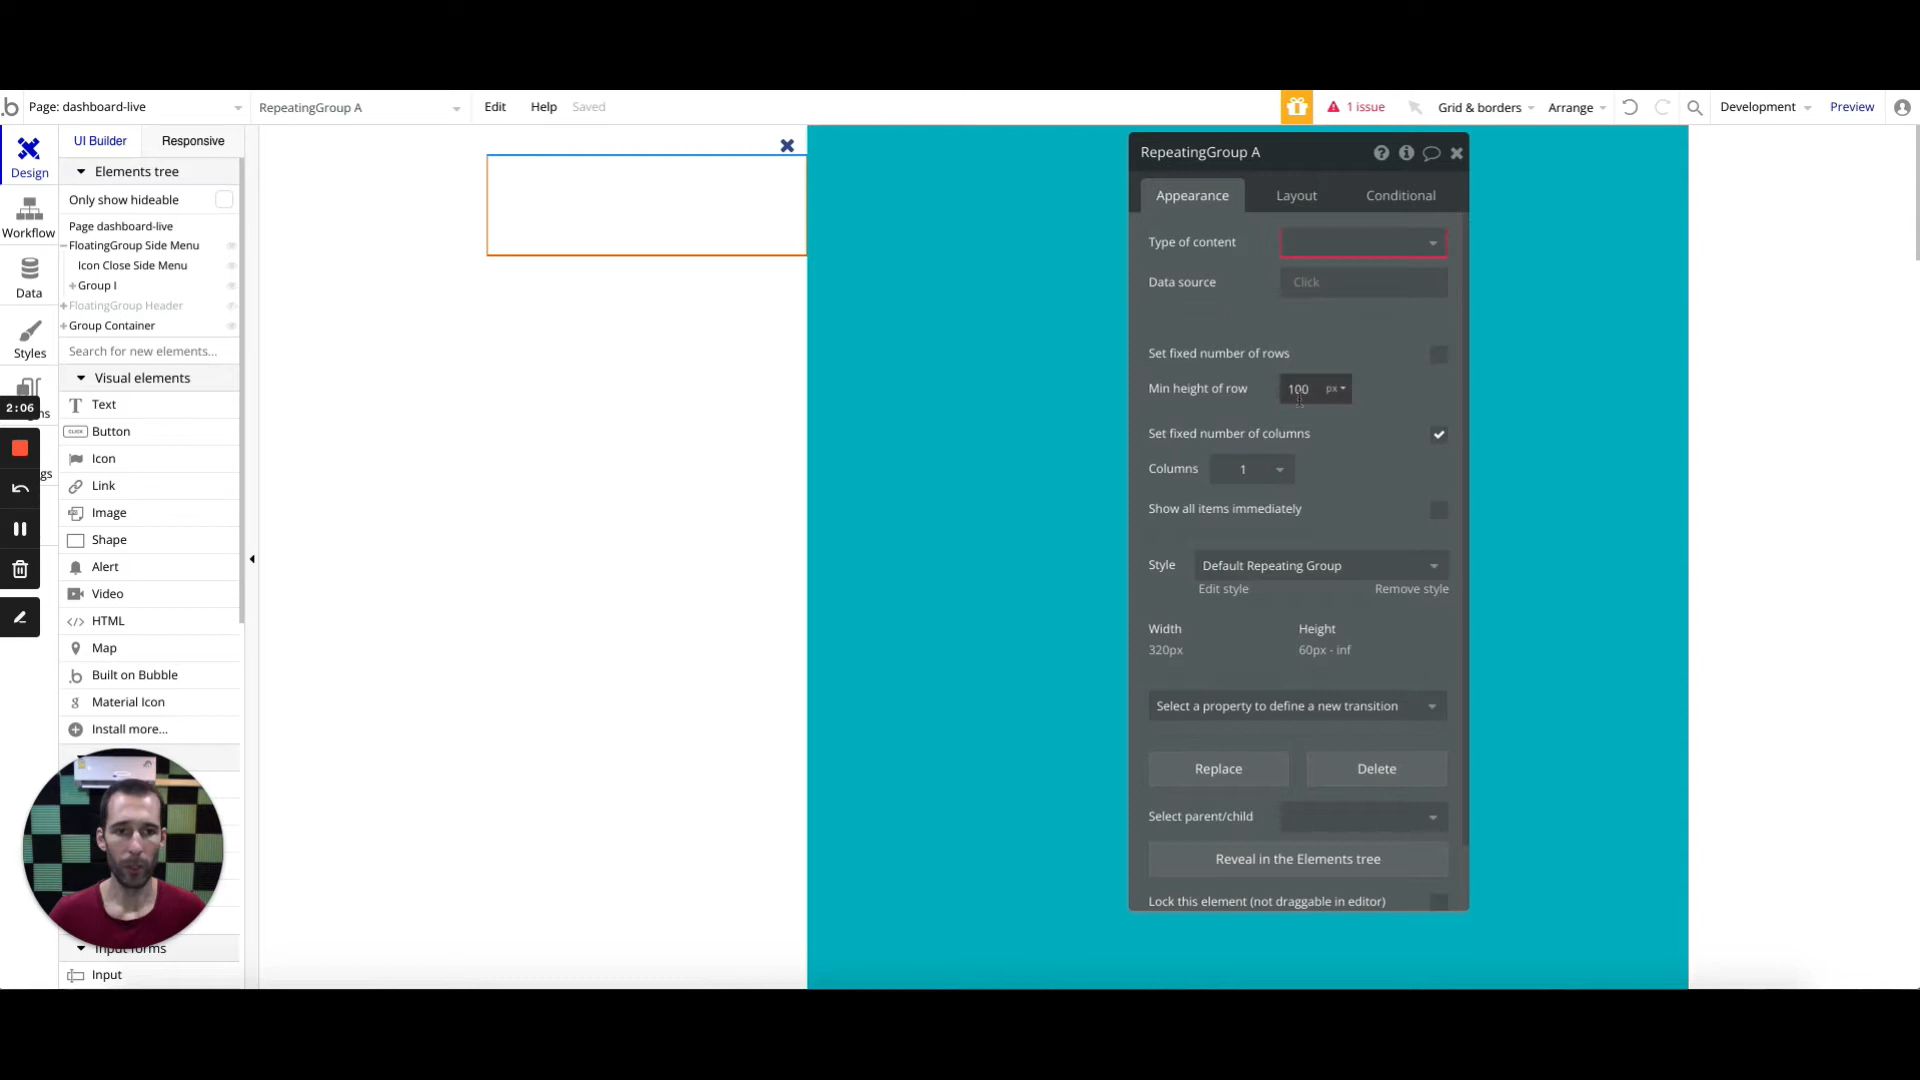 Page: dashboard-live
RepeatingGroup A
Edit
Help
Saved
1 issue
Grid & borders
Arrange
Development
Preview
UI Builder
Responsive
Design
Workflow
Data
Styles
ns
gs
2:06
Elements tree
Only show hideable
Page dashboard-live
FloatingGroup Side Menu
Icon Close Side Menu
Group I
FloatingGroup Header
Group Container
Search for new elements...
Visual elements
Text
CLICK
Button
Icon
Link
Image
Shape
Alert
Video
HTML
Map
Built on Bubble
Material Icon
Install more...
Input forms
Input
RepeatingGroup A
Appearance
Layout
Conditional
Type of content
Data source
Click
Set fixed number of rows
Min height of row
100
px
Set fixed number of columns
Columns
1
Show all items immediately
Style
Default Repeating Group
Edit style
Remove style
Width
Height
320px
60px - inf
Select a property to define a new transition
Replace
Delete
Select parent/child
Reveal in the Elements tree
Lock this element (not draggable in editor)